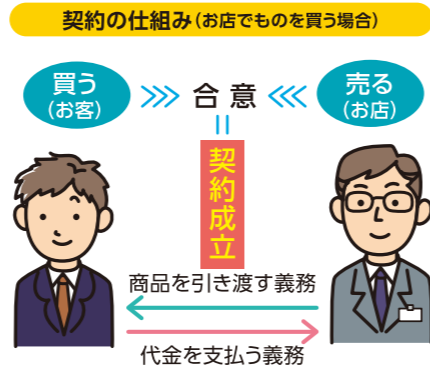 契約の仕組み(お店でものを買う場合)
買う
(お客)
合意
売る
(お店)
契約成立
商品を引き渡す義務
代金を支払う義務